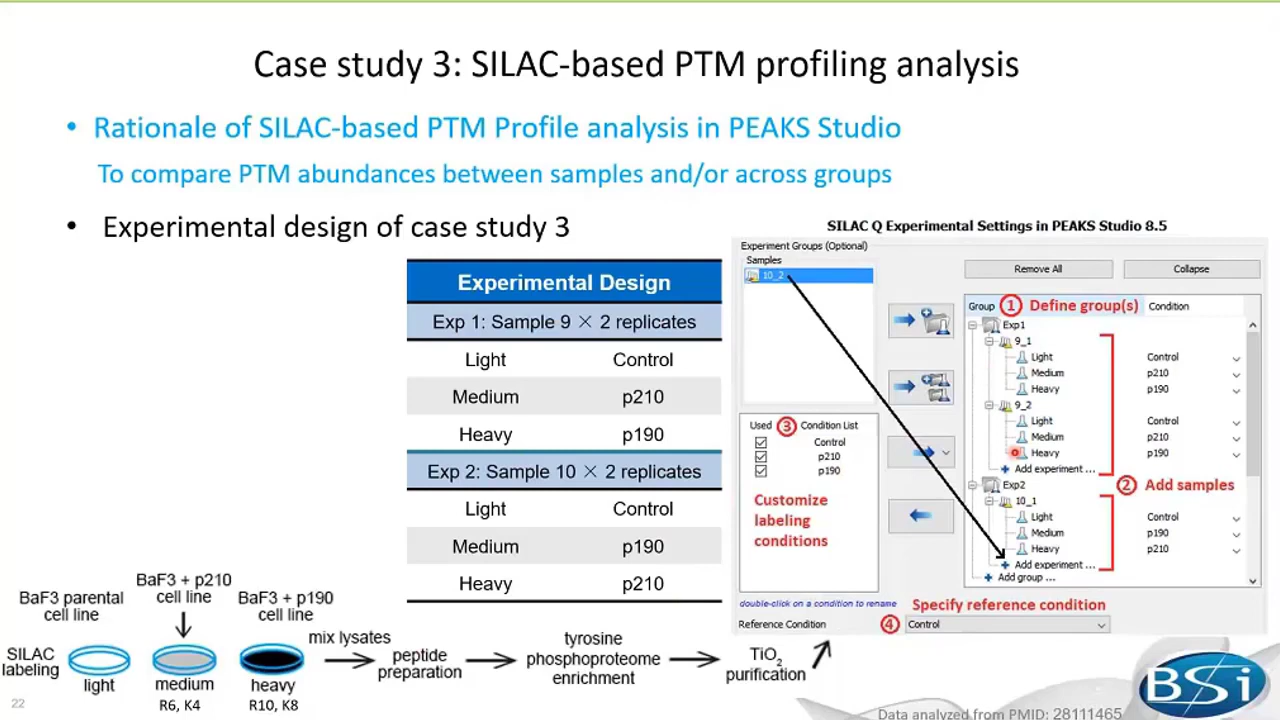 Case study 3: SILAC-based PTM profiling analysis
• Rationale of SILAC-based PTM Profile analysis in PEAKS Studio
To compare PTM abundances between samples and/or across groups
• Experimental design of case study 3
Experimental Design
Exp 1: Sample 9 × 2 replicates
Light Control
Medium p210
Heavy p190
Exp 2: Sample 10 × 2 replicates
Light Control
Medium p190
Heavy p210
SILAC Q Experimental Settings in PEAKS Studio 8.5
Experiment Groups (Optional)
Samples
10_2
Remove All Collapse
Group ① Define group(s) Condition
Exp1
9_1
Light Control
Medium p210
Heavy p190
9_2
Light Control
Medium p210
Heavy p190
Add experiment ...
Exp2
② Add samples
10_1
Light Control
Medium p190
Heavy p210
Add experiment ...
Add group ...
Used ③ Condition List
Control
p210
p190
Customize
labeling
conditions
double-click on a condition to rename
Specify reference condition
Reference Condition ④ Control
BaF3 parental
cell line
BaF3 + p210
cell line
BaF3 + p190
cell line
SILAC
labeling
light
medium
R6, K4
heavy
R10, K8
mix lysates
peptide
preparation
tyrosine
phosphoproteome
enrichment
TiO2
purification
22
Data analyzed from PMID: 28111465
BSi